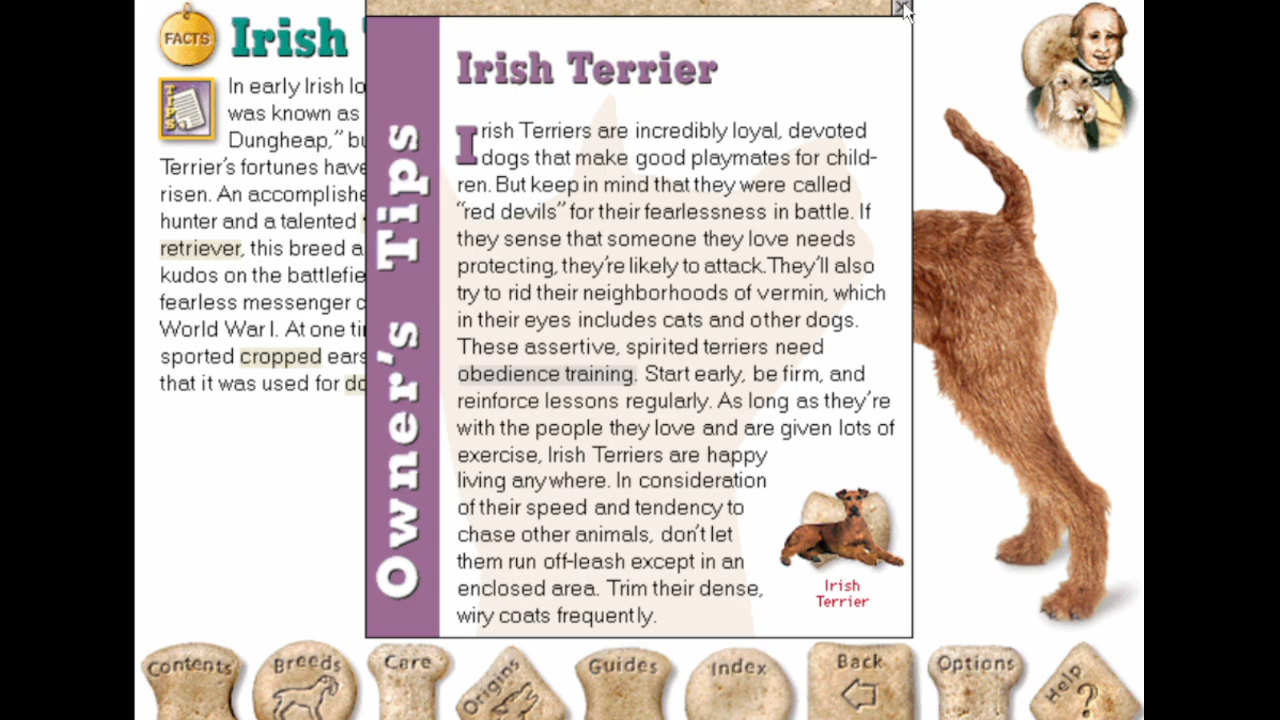 FACTS
Irish
TIPS
In early Irish lo
was known as
Dungheap,” bu
Terrier’s fortunes have
risen. An accomplishe
hunter and a talented
retriever, this breed a
kudos on the battlefie
fearless messenger c
World War I. At one ti
sported cropped ears
that it was used for do
Owner’s Tips
Irish Terrier
Irish Terriers are incredibly loyal, devoted
dogs that make good playmates for child-
ren. But keep in mind that they were called
“red devils” for their fearlessness in battle. If
they sense that someone they love needs
protecting, they’re likely to attack. They’ll also
try to rid their neighborhoods of vermin, which
in their eyes includes cats and other dogs.
These assertive, spirited terriers need
obedience training. Start early, be firm, and
reinforce lessons regularly. As long as they’re
with the people they love and are given lots of
exercise, Irish Terriers are happy
living anywhere. In consideration
of their speed and tendency to
chase other animals, don’t let
them run off-leash except in an
enclosed area. Trim their dense,
wiry coats frequently.
Irish
Terrier
Contents
Breeds
Care
Origins
Guides
Index
Back
Options
Help
?